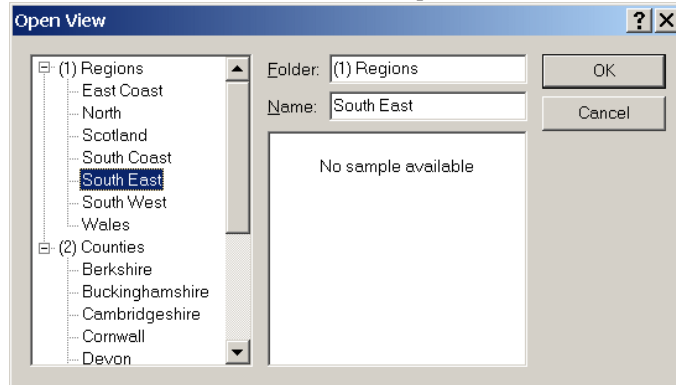 Open View
(1) Regions
East Coast
North
Scotland
South Coast
South East
South West
Wales
(2) Counties
Berkshire
Buckinghamshire
Cambridgeshire
Cornwall
Devon
Folder: (1) Regions
Name: South East
No sample available
OK
Cancel